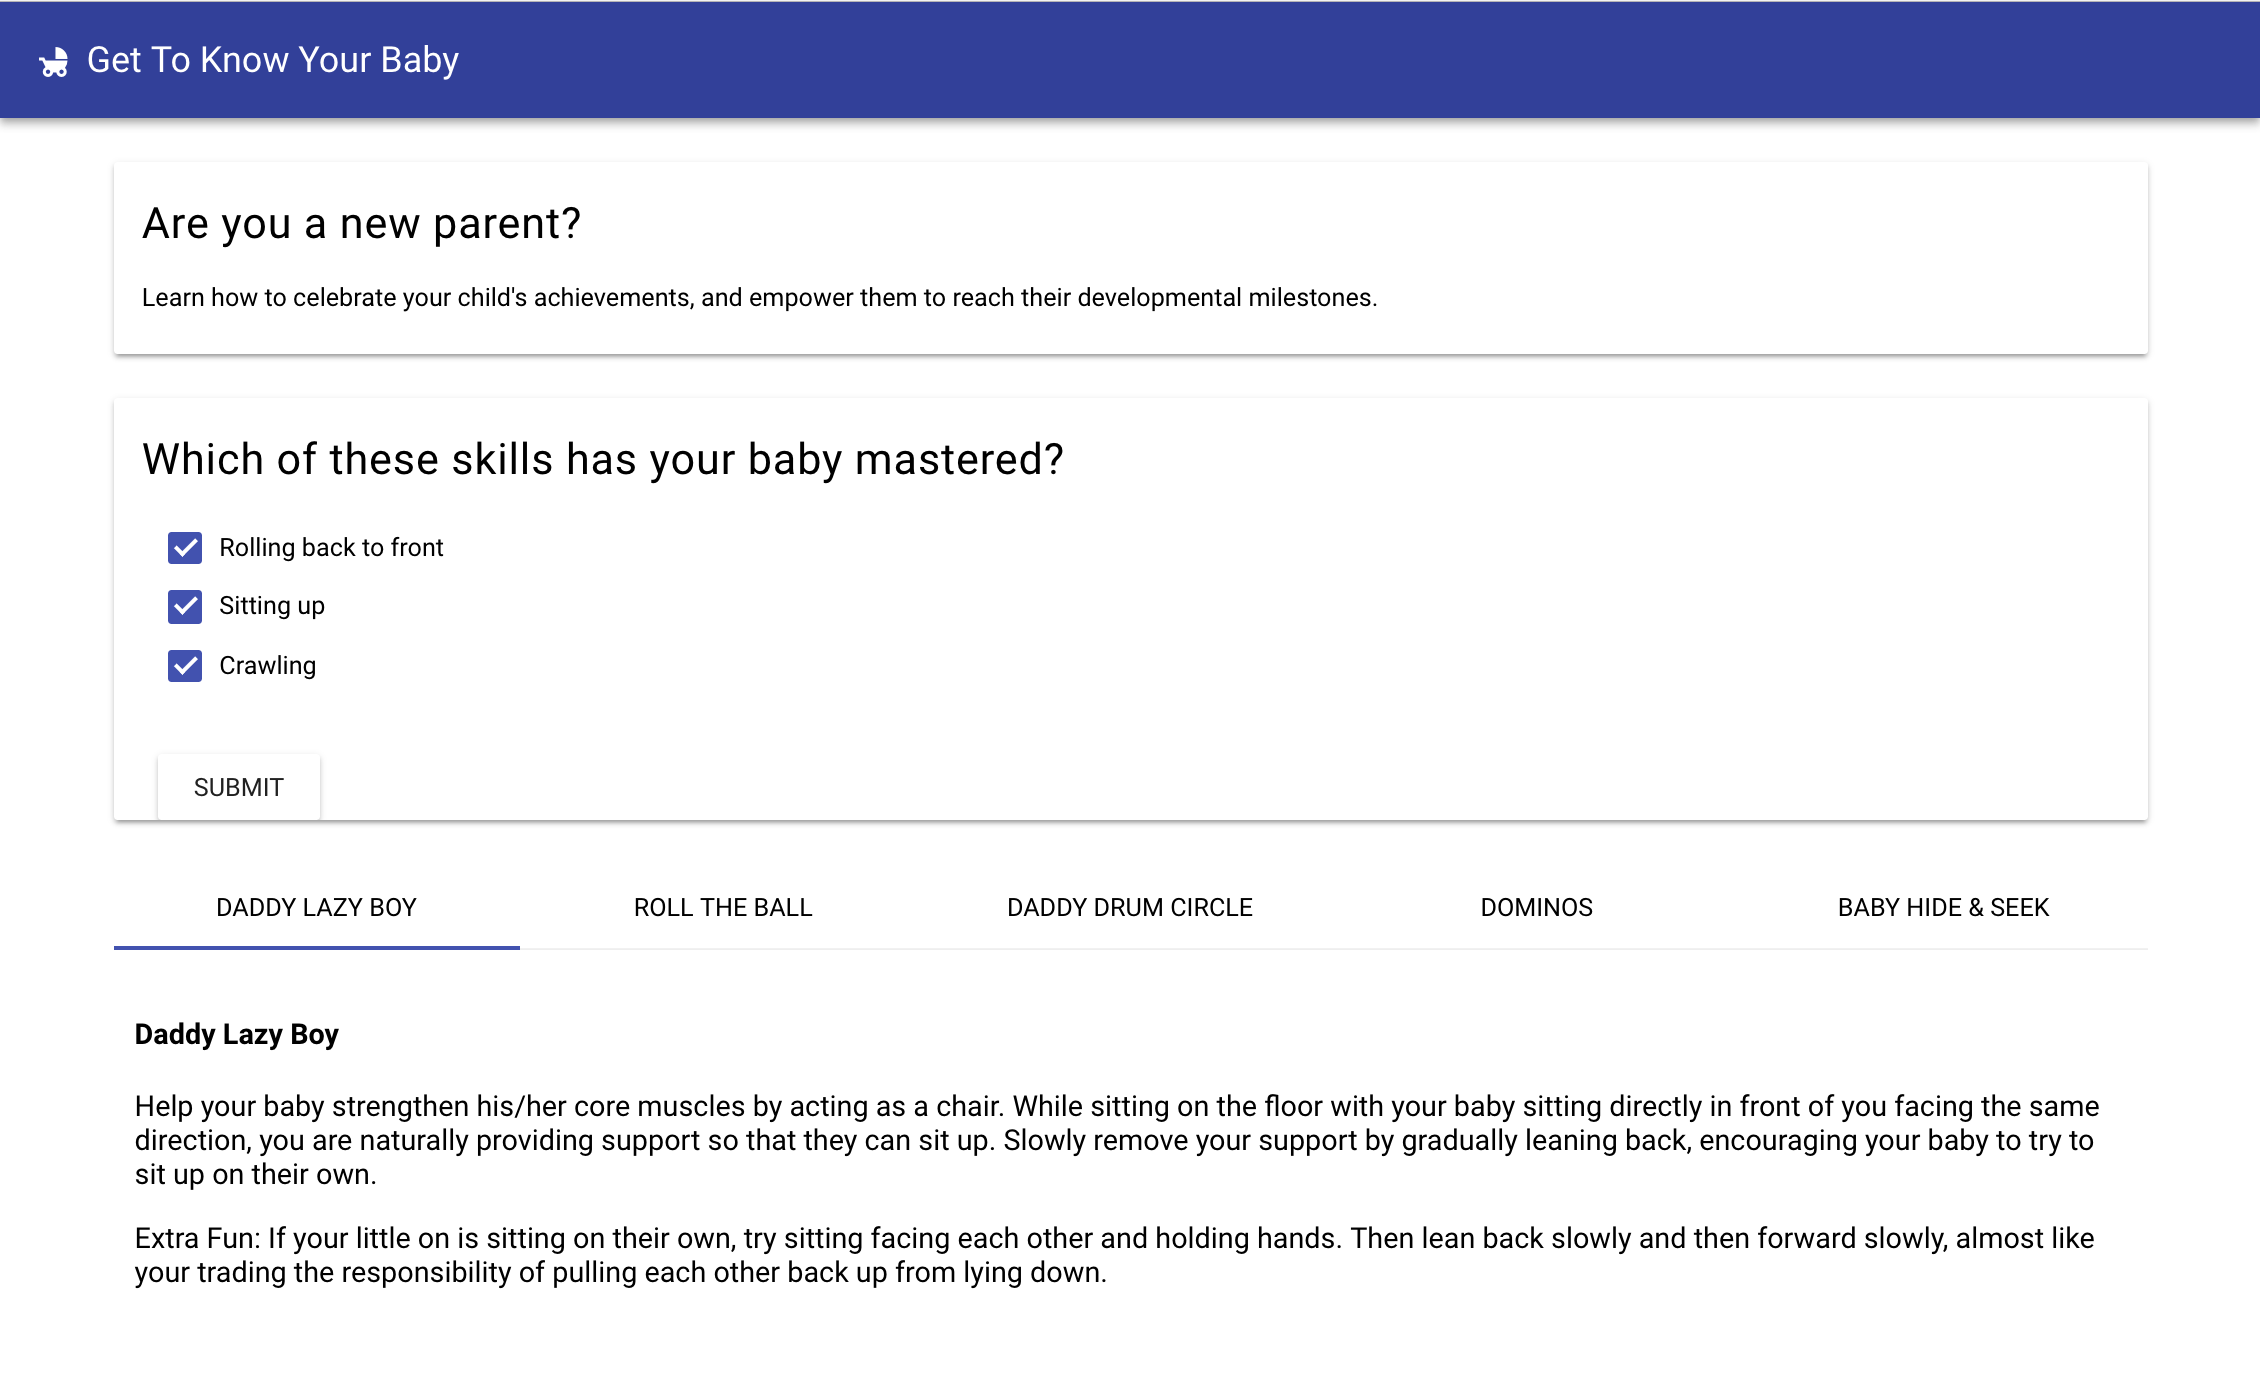 Get To Know Your Baby
Are you a new parent?
Learn how to celebrate your child's achievements, and empower them to reach their developmental milestones.
Which of these skills has your baby mastered?
Rolling back to front
Sitting up
Crawling
SUBMIT
DADDY LAZY BOY ROLL THE BALL DADDY DRUM CIRCLE DOMINOS BABY HIDE & SEEK
Daddy Lazy Boy
Help your baby strengthen his/her core muscles by acting as a chair. While sitting on the floor with your baby sitting directly in front of you facing the same
direction, you are naturally providing support so that they can sit up. Slowly remove your support by gradually leaning back, encouraging your baby to try to
sit up on their own.
Extra Fun: If your little on is sitting on their own, try sitting facing each other and holding hands. Then lean back slowly and then forward slowly, almost like
your trading the responsibility of pulling each other back up from lying down.